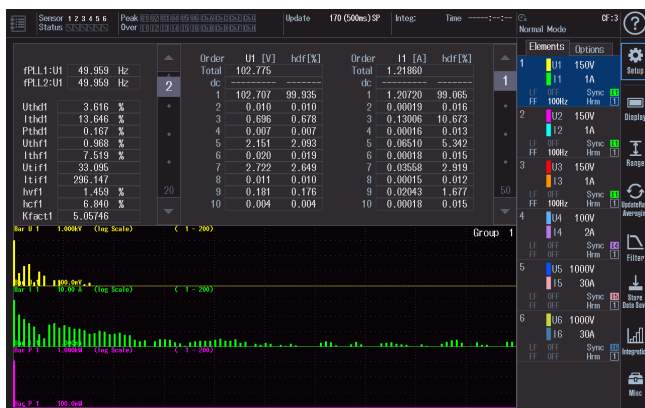 Sensor 1 2 3 4 5 6 Peak Update 170 (500ms) SP Integ: Time ----:--:-- CF:3
Status Over Normal Mode
?
Order U1 [V] hdf[%] Order I1 [A] hdf[%]
Total 102.775 Total 1.21860
dc ------- ------- dc ------- -------
1 102.707 99.935 1 1.20720 99.065
2 0.010 0.010 2 0.00019 0.016
3 0.696 0.678 3 0.13006 10.673
4 0.007 0.007 4 0.00016 0.013
5 2.151 2.093 5 0.06510 5.342
6 0.020 0.019 6 0.00018 0.015
7 2.722 2.649 7 0.03558 2.919
8 0.011 0.010 8 0.00015 0.012
9 0.181 0.176 9 0.02043 1.677
10 0.004 0.004 10 0.00018 0.015
fPLL1:U1 49.959 Hz
fPLL2:U1 49.959 Hz
Uthd1 3.616 %
Ithd1 13.646 %
Pthd1 0.167 %
Uthf1 0.968 %
Ithf1 7.519 %
Utif1 33.095
Itif1 296.147
hvf1 1.459 %
hcf1 6.840 %
Kfact1 5.05746
2
20
1
50
Bar U 1 1.000kV (log Scale) ( 1 - 200)
Group 1
100.0mV
Bar I 1 10.00 A (log Scale) ( 1 - 200)
Bar P 1 1.000kW (log Scale) ( 1 - 200)
Bar P 1 100.0mW
Elements Options
1 U1 150V
I1 1A
LF OFF Sync I1
FF 100Hz Hrm 1
2 U2 150V
I2 1A
LF OFF Sync I1
FF 100Hz Hrm 1
3 U3 150V
I3 1A
LF OFF Sync I1
FF 100Hz Hrm 1
4 U4 100V
I4 2A
LF OFF Sync I4
FF OFF Hrm 1
5 U5 1000V
I5 30A
LF OFF Sync I5
FF OFF Hrm 1
6 U6 1000V
I6 30A
LF OFF Sync I6
FF OFF Hrm 1
Setup
Display
Range
UpdateRa
Averagin
Filter
Store
Data Sav
Integratio
Misc